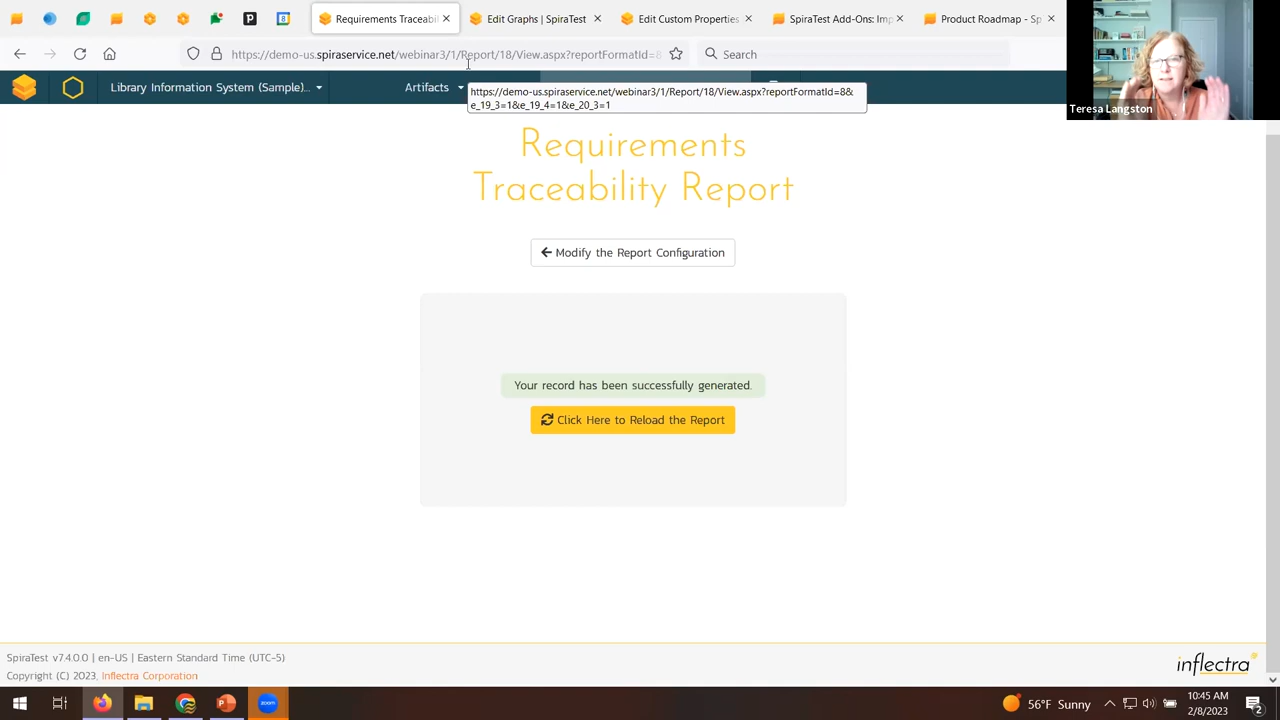 Requirements Traceabili
Edit Graphs | SpiraTest
Edit Custom Properties
SpiraTest Add-Ons: Imp
Product Roadmap - Sp
https://demo-us.spiraservice.net/webinar3/1/Report/18/View.aspx?reportFormatId=8
Search
Library Information System (Sample)...
Artifacts
https://demo-us.spiraservice.net/webinar3/1/Report/18/View.aspx?reportFormatId=8&
e_19_3=1&e_19_4=1&e_20_3=1
Teresa Langston
Requirements
Traceability Report
Modify the Report Configuration
Your record has been successfully generated.
Click Here to Reload the Report
SpiraTest v7.4.0.0 | en-US | Eastern Standard Time (UTC-5)
Copyright (C) 2023, Inflectra Corporation
inflectra
zoom
56°F Sunny
10:45 AM
2/8/2023
2